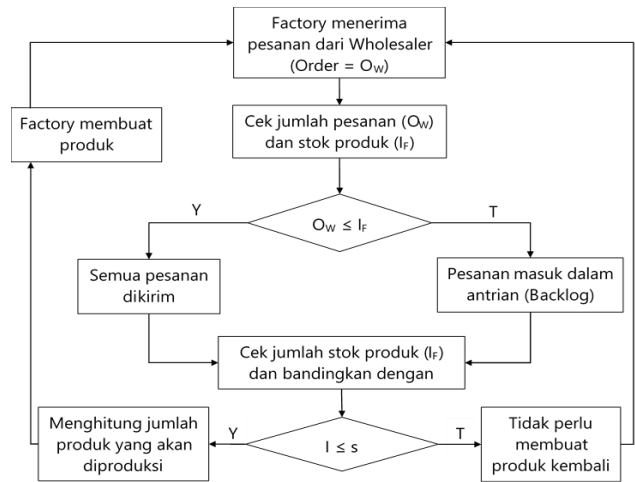 Factory menerima
pesanan dari Wholesaler
(Order = Ow)
Factory membuat
produk
Cek jumlah pesanan (Ow)
dan stok produk (IF)
Y
Ow ≤ IF
T
Semua pesanan
dikirim
Pesanan masuk dalam
antrian (Backlog)
Cek jumlah stok produk (IF)
dan bandingkan dengan
Menghitung jumlah
produk yang akan
diproduksi
Y
I ≤ s
T
Tidak perlu
membuat
produk kembali